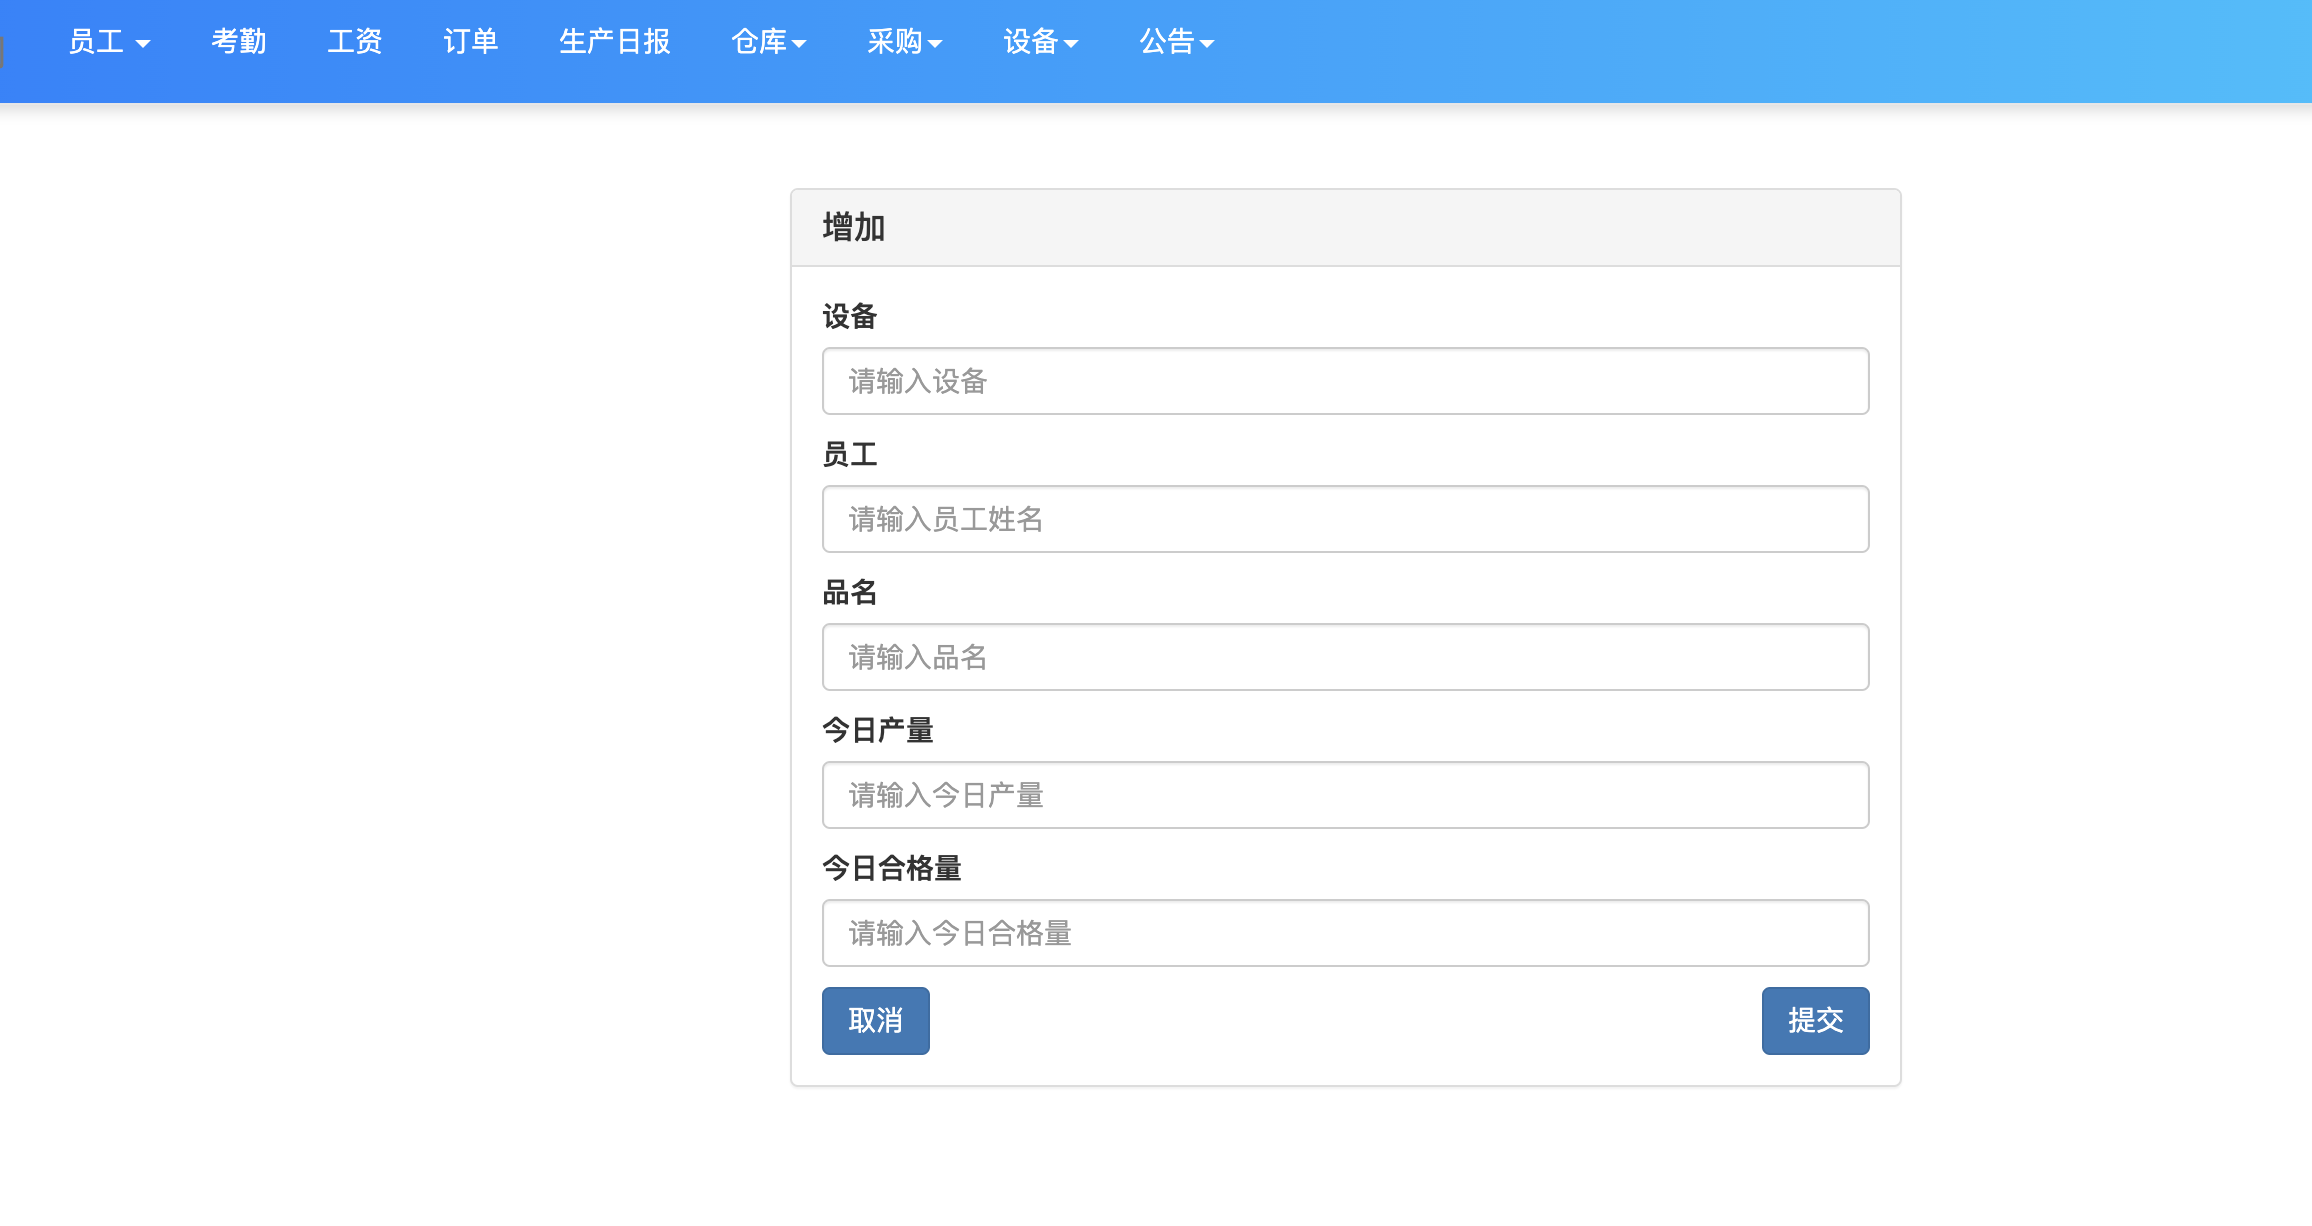 员工 考勤 工资 订单 生产日报 仓库 采购 设备 公告
增加
设备
请输入设备
员工
请输入员工姓名
品名
请输入品名
今日产量
请输入今日产量
今日合格量
请输入今日合格量
取消 提交